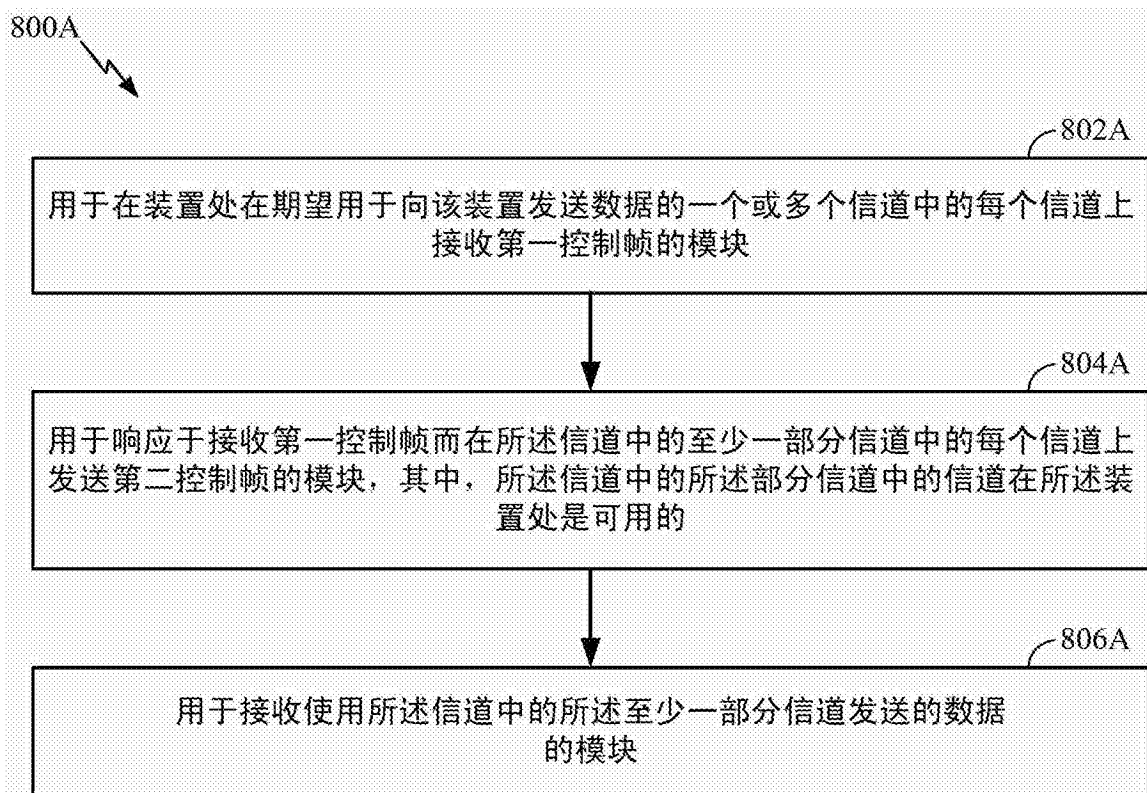 800A
802A
用于在装置处在期望用于向该装置发送数据的一个或多个信道中的每个信道上
接收第一控制帧的模块
804A
用于响应于接收第一控制帧而在所述信道中的至少一部分信道中的每个信道上
发送第二控制帧的模块，其中，所述信道中的所述部分信道中的信道在所述装
置处是可用的
806A
用于接收使用所述信道中的所述至少一部分信道发送的数据
的模块